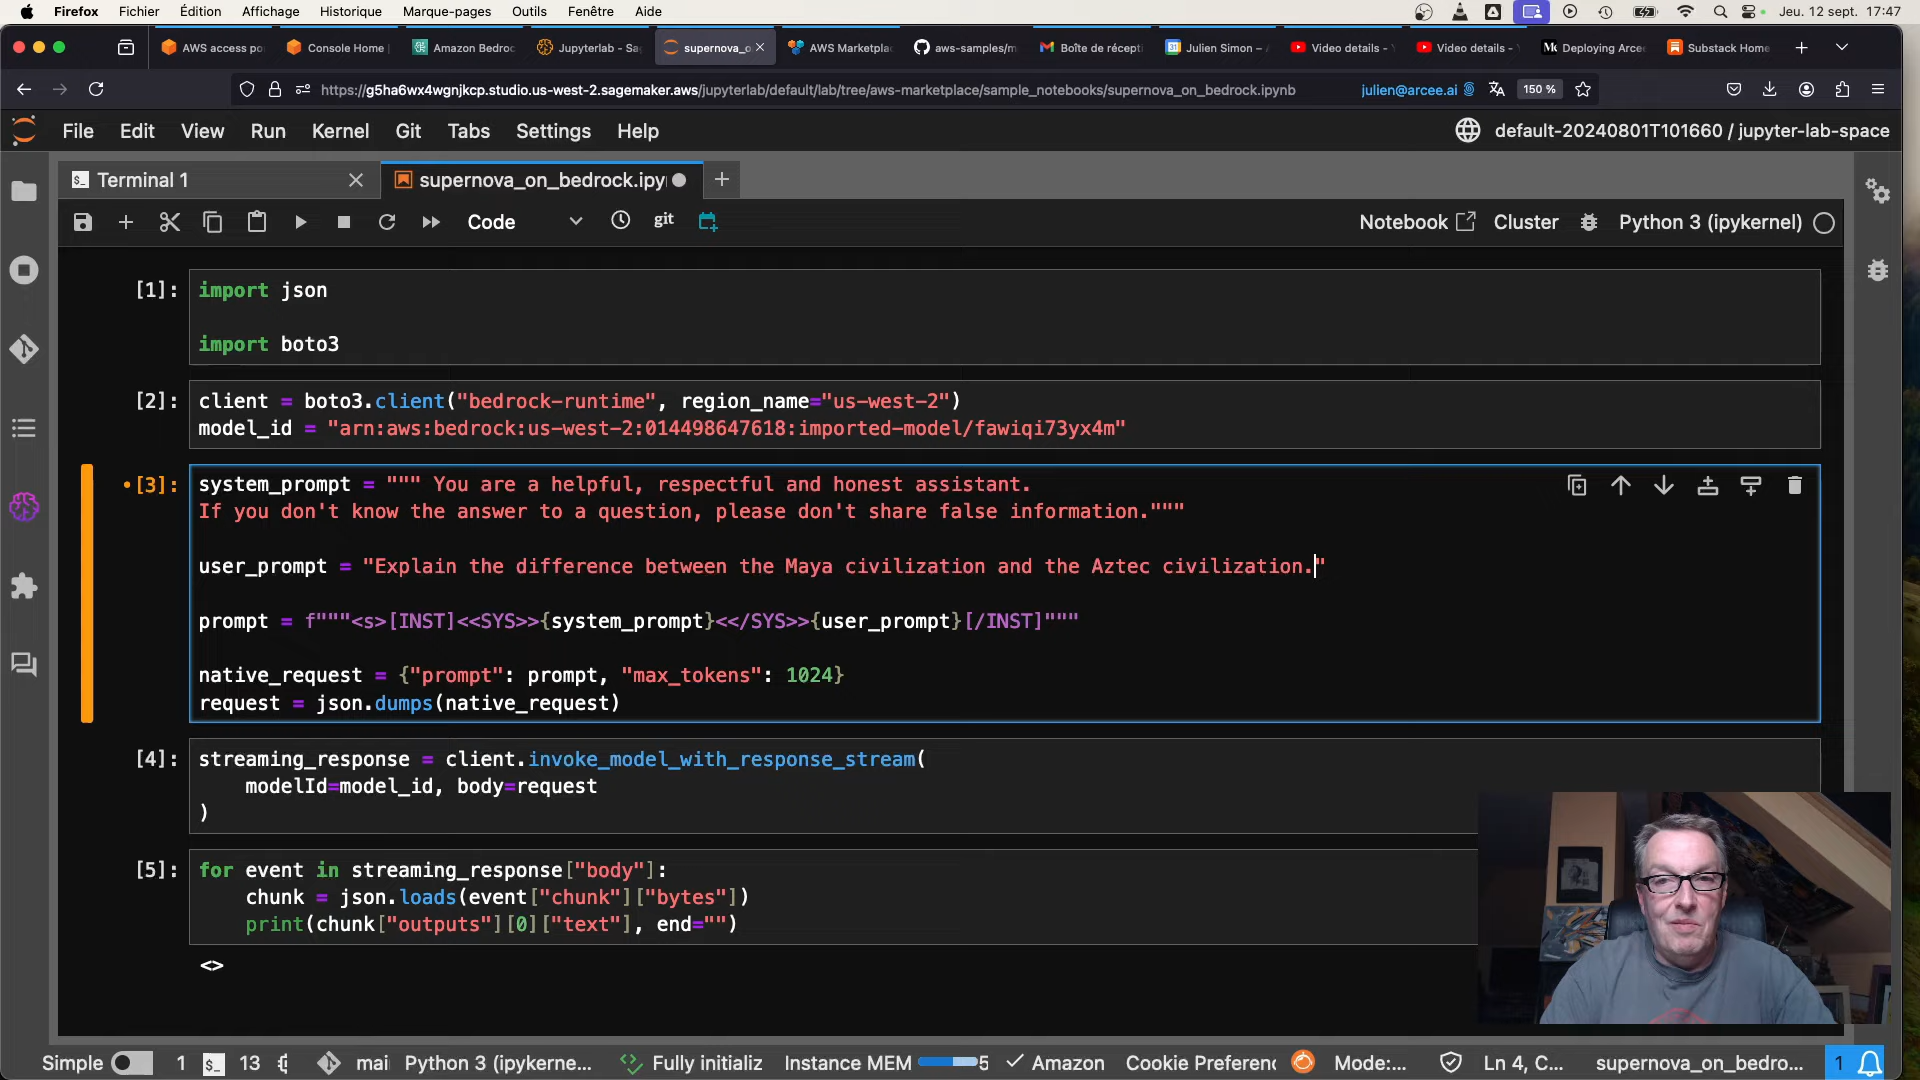 Firefox Fichier Édition Affichage Historique Marque-pages Outils Fenêtre Aide Jeu. 12 sept. 17:47
AWS access po Console Home Amazon Bedroc Jupyterlab - Sa supernova_o AWS Marketpla aws-samples/m Boîte de récepti Julien Simon – Video details - Video details - Deploying Arce Substack Home
https://g5ha6wx4wgnjkcp.studio.us-west-2.sagemaker.aws/jupyterlab/default/lab/tree/aws-marketplace/sample_notebooks/supernova_on_bedrock.ipynb julien@arcee.ai 150 %
File Edit View Run Kernel Git Tabs Settings Help default-20240801T101660 / jupyter-lab-space
Terminal 1 supernova_on_bedrock.ipy
Code git Notebook Cluster Python 3 (ipykernel)
[1]: import json
import boto3
[2]: client = boto3.client("bedrock-runtime", region_name="us-west-2")
model_id = "arn:aws:bedrock:us-west-2:014498647618:imported-model/fawiqi73yx4m"
[3]: system_prompt = """ You are a helpful, respectful and honest assistant.
If you don't know the answer to a question, please don't share false information."""
user_prompt = "Explain the difference between the Maya civilization and the Aztec civilization."
prompt = f"""<s>[INST]<<SYS>>{system_prompt}<</SYS>>{user_prompt}[/INST]"""
native_request = {"prompt": prompt, "max_tokens": 1024}
request = json.dumps(native_request)
[4]: streaming_response = client.invoke_model_with_response_stream(
modelId=model_id, body=request
)
[5]: for event in streaming_response["body"]:
chunk = json.loads(event["chunk"]["bytes"])
print(chunk["outputs"][0]["text"], end="")
<>
Simple 1 13 mai Python 3 (ipykerne... Fully initializ Instance MEM 5 Amazon Cookie Preferenc Mode:... Ln 4, C... supernova_on_bedro... 1